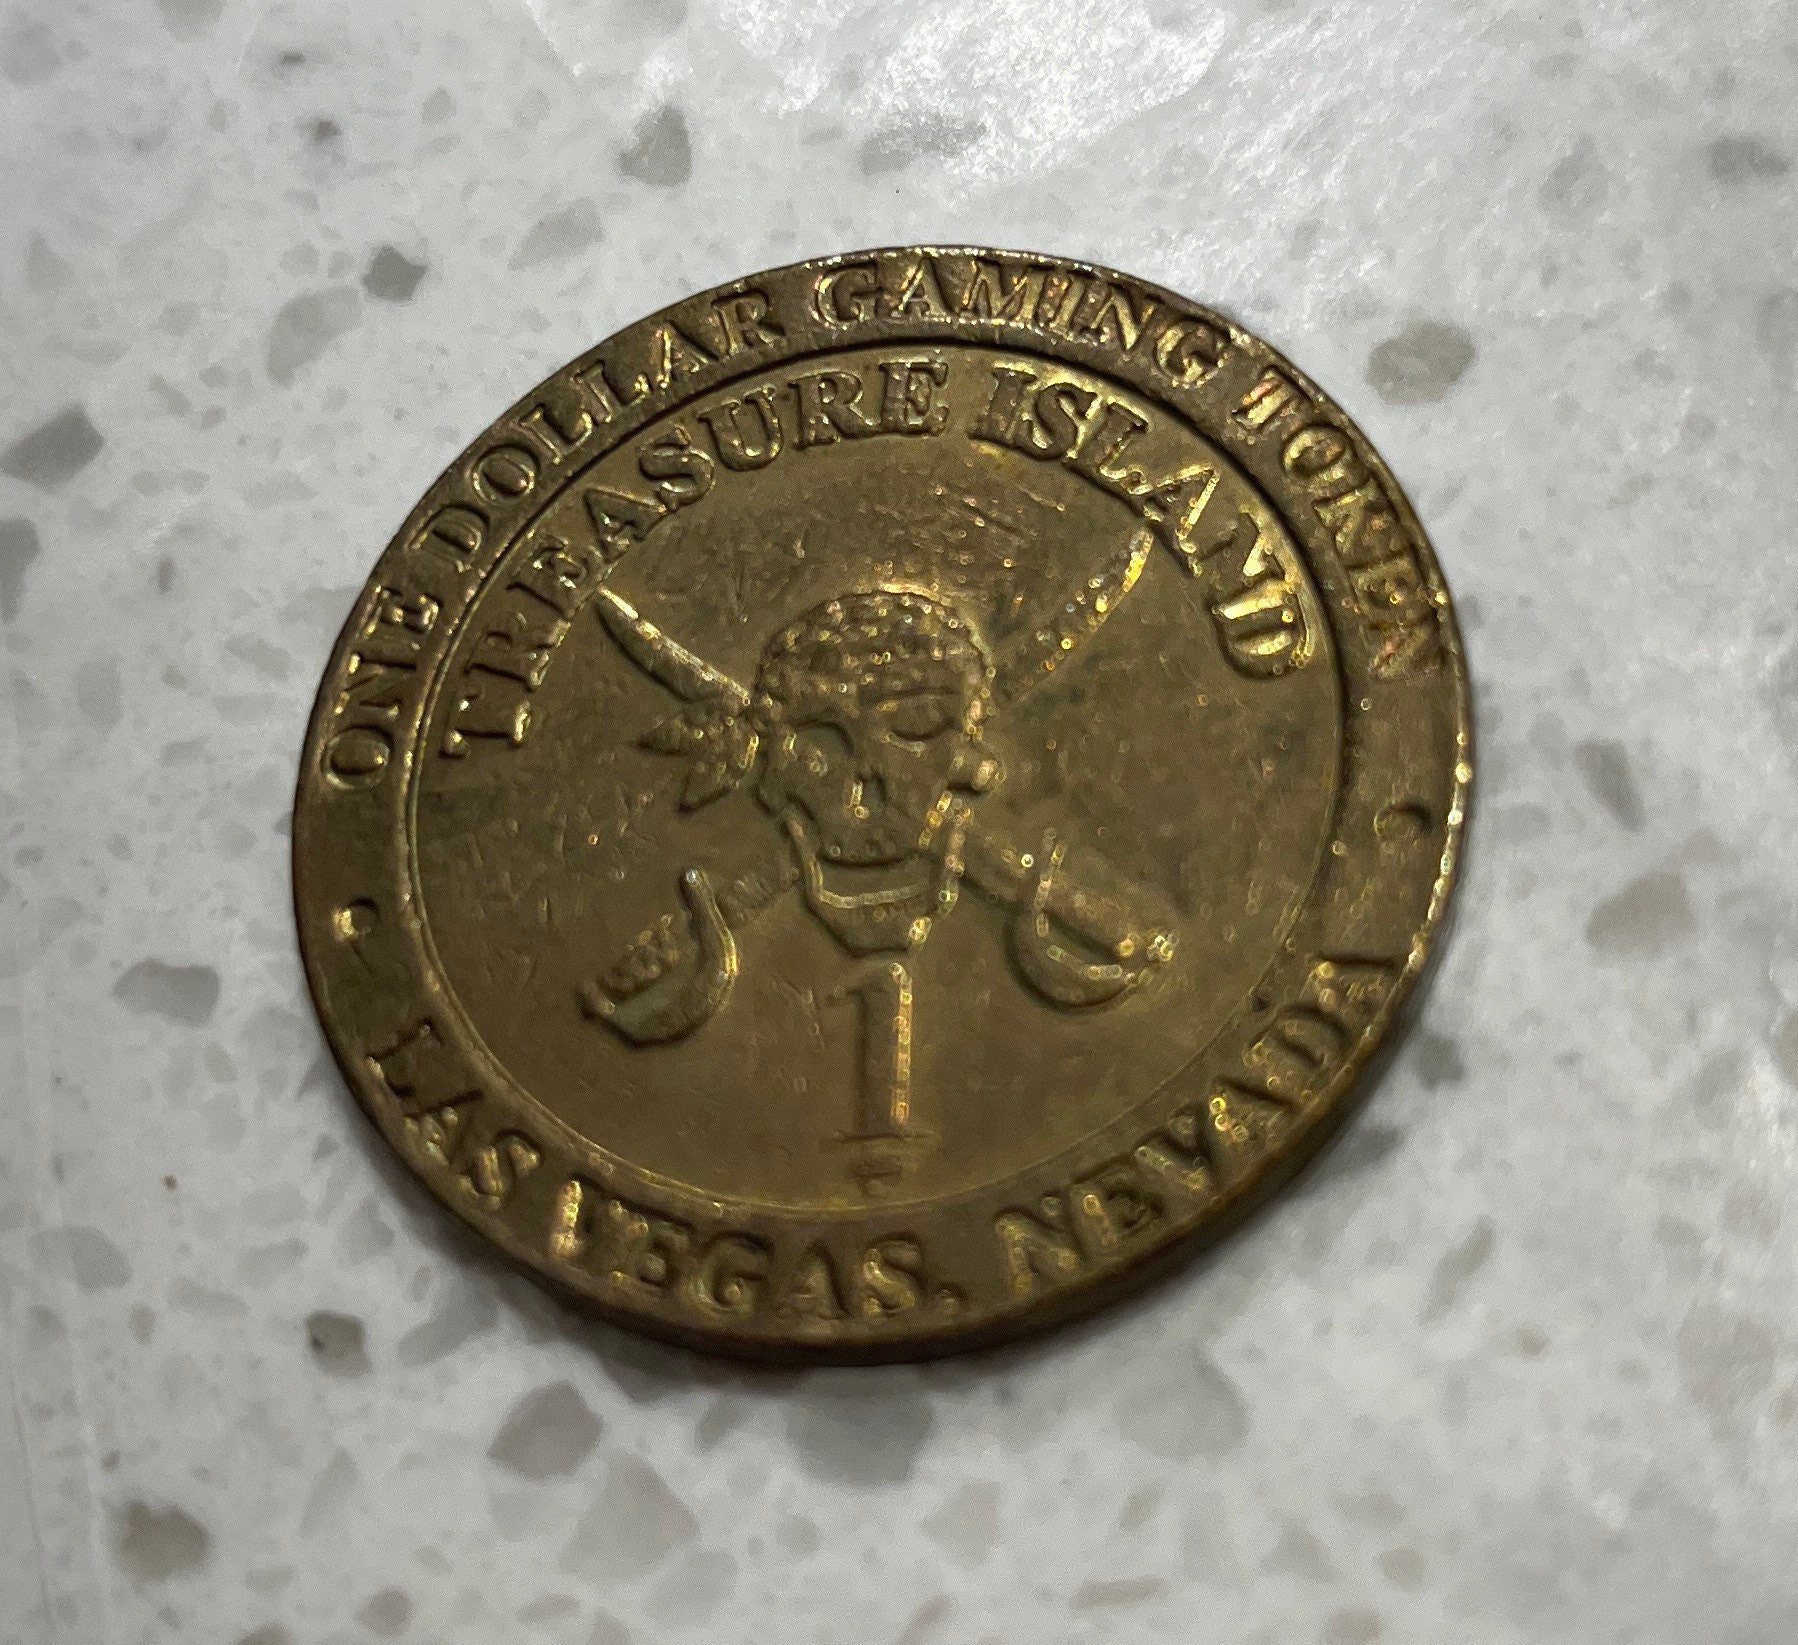 ONE DOLLAR GAMING TOKEN
TREASURE ISLAND
1
LAS VEGAS, NEVADA